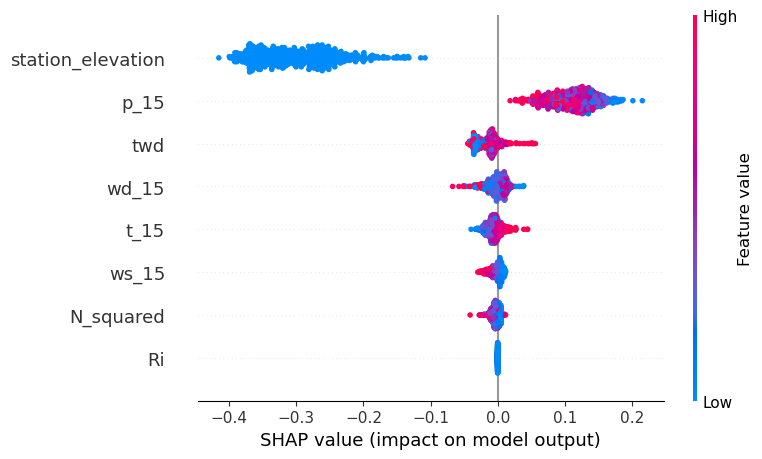 High
station_elevation
p_15
twd
wd_15
t_15
ws_15
N_squared
Ri
Feature value
Low
−0.4 −0.3 −0.2 −0.1 0.0 0.1 0.2
SHAP value (impact on model output)